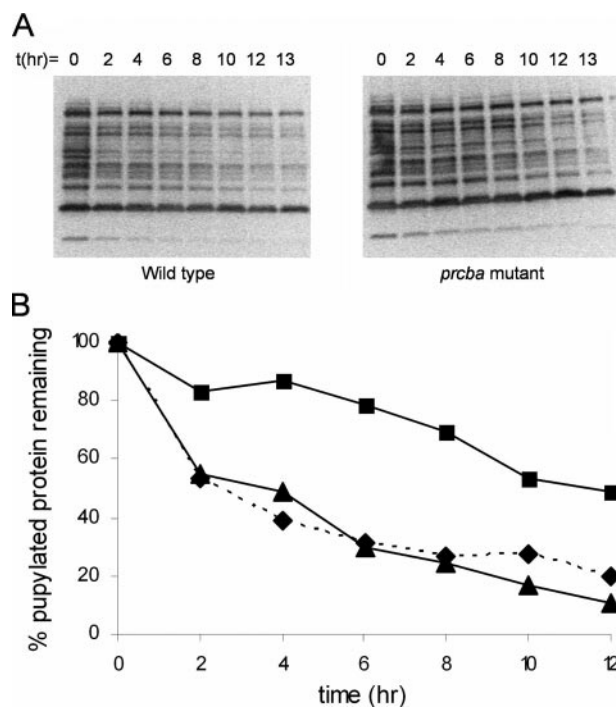 A
t(hr)= 0 2 4 6 8 10 12 13 0 2 4 6 8 10 12 13
Wild type prcba mutant
B
% pupylated protein remaining
100
80
60
40
20
0
0 2 4 6 8 10 12
time (hr)